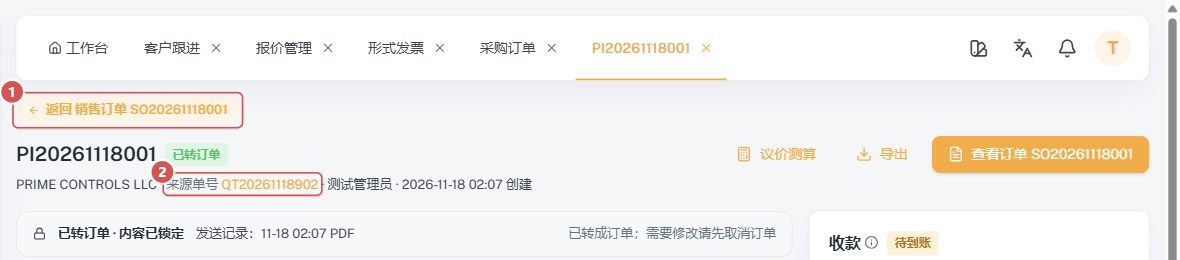 工作台 客户跟进 × 报价管理 × 形式发票 × 采购订单 × PI20261118001 × T
1
← 返回 销售订单 SO20261118001
PI20261118001 已转订单 议价测算 导出 查看订单 SO20261118001
2
PRIME CONTROLS LLC · 来源单号 QT20261118902 · 测试管理员 · 2026-11-18 02:07 创建
已转订单 · 内容已锁定 发送记录：11-18 02:07 PDF 已转成订单；需要修改请先取消订单
收款 待到账